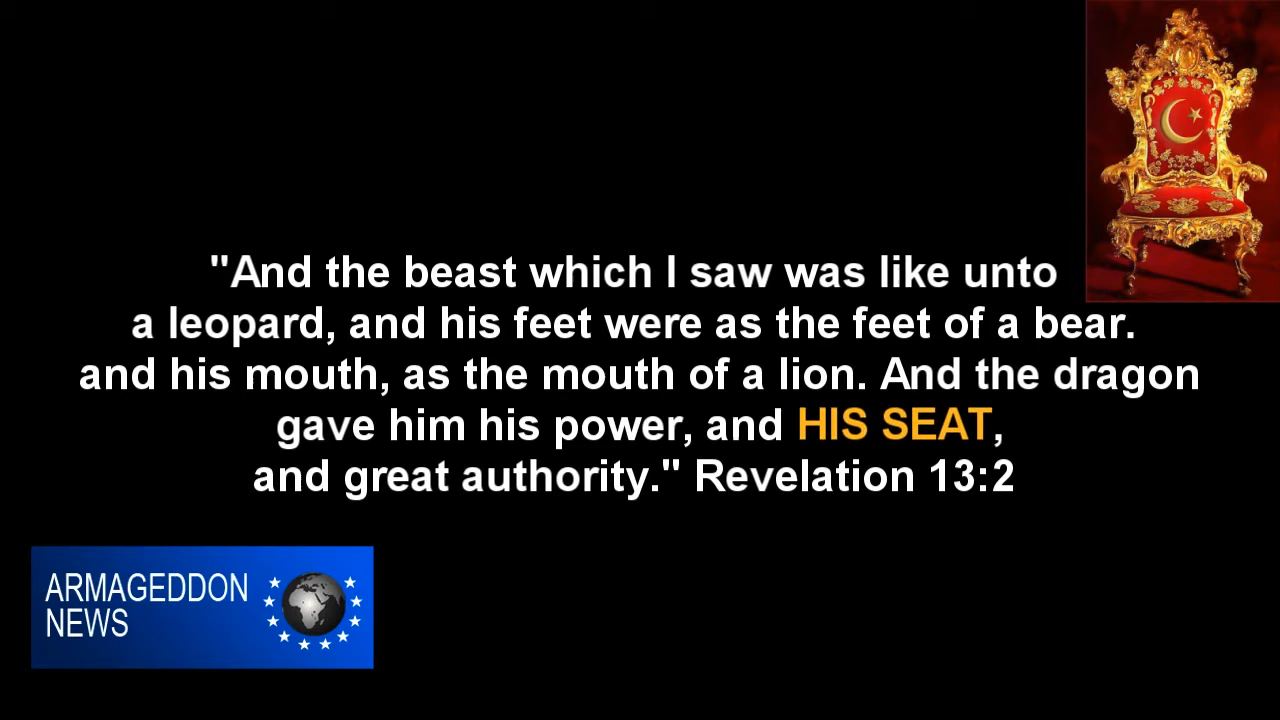 "And the beast which I saw was like unto
a leopard, and his feet were as the feet of a bear.
and his mouth, as the mouth of a lion. And the dragon
gave him his power, and HIS SEAT,
and great authority." Revelation 13:2
ARMAGEDDON
NEWS